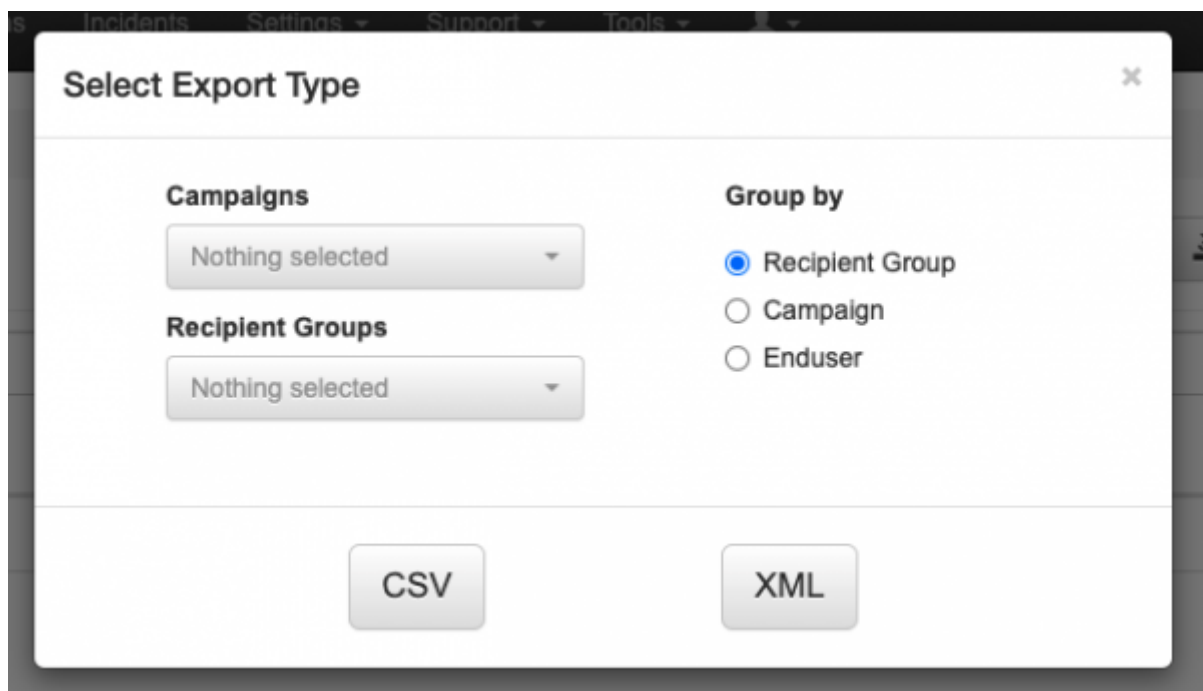 Incidents Settings Support Tools
Select Export Type
Campaigns
Nothing selected
Recipient Groups
Nothing selected
Group by
Recipient Group
Campaign
Enduser
CSV XML